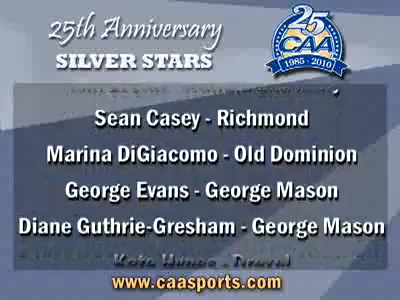 25th Anniversary
SILVER STARS
25
CAA
1985 - 2010
Sean Casey - Richmond
Marina DiGiacomo - Old Dominion
George Evans - George Mason
Diane Guthrie-Gresham - George Mason
www.caasports.com